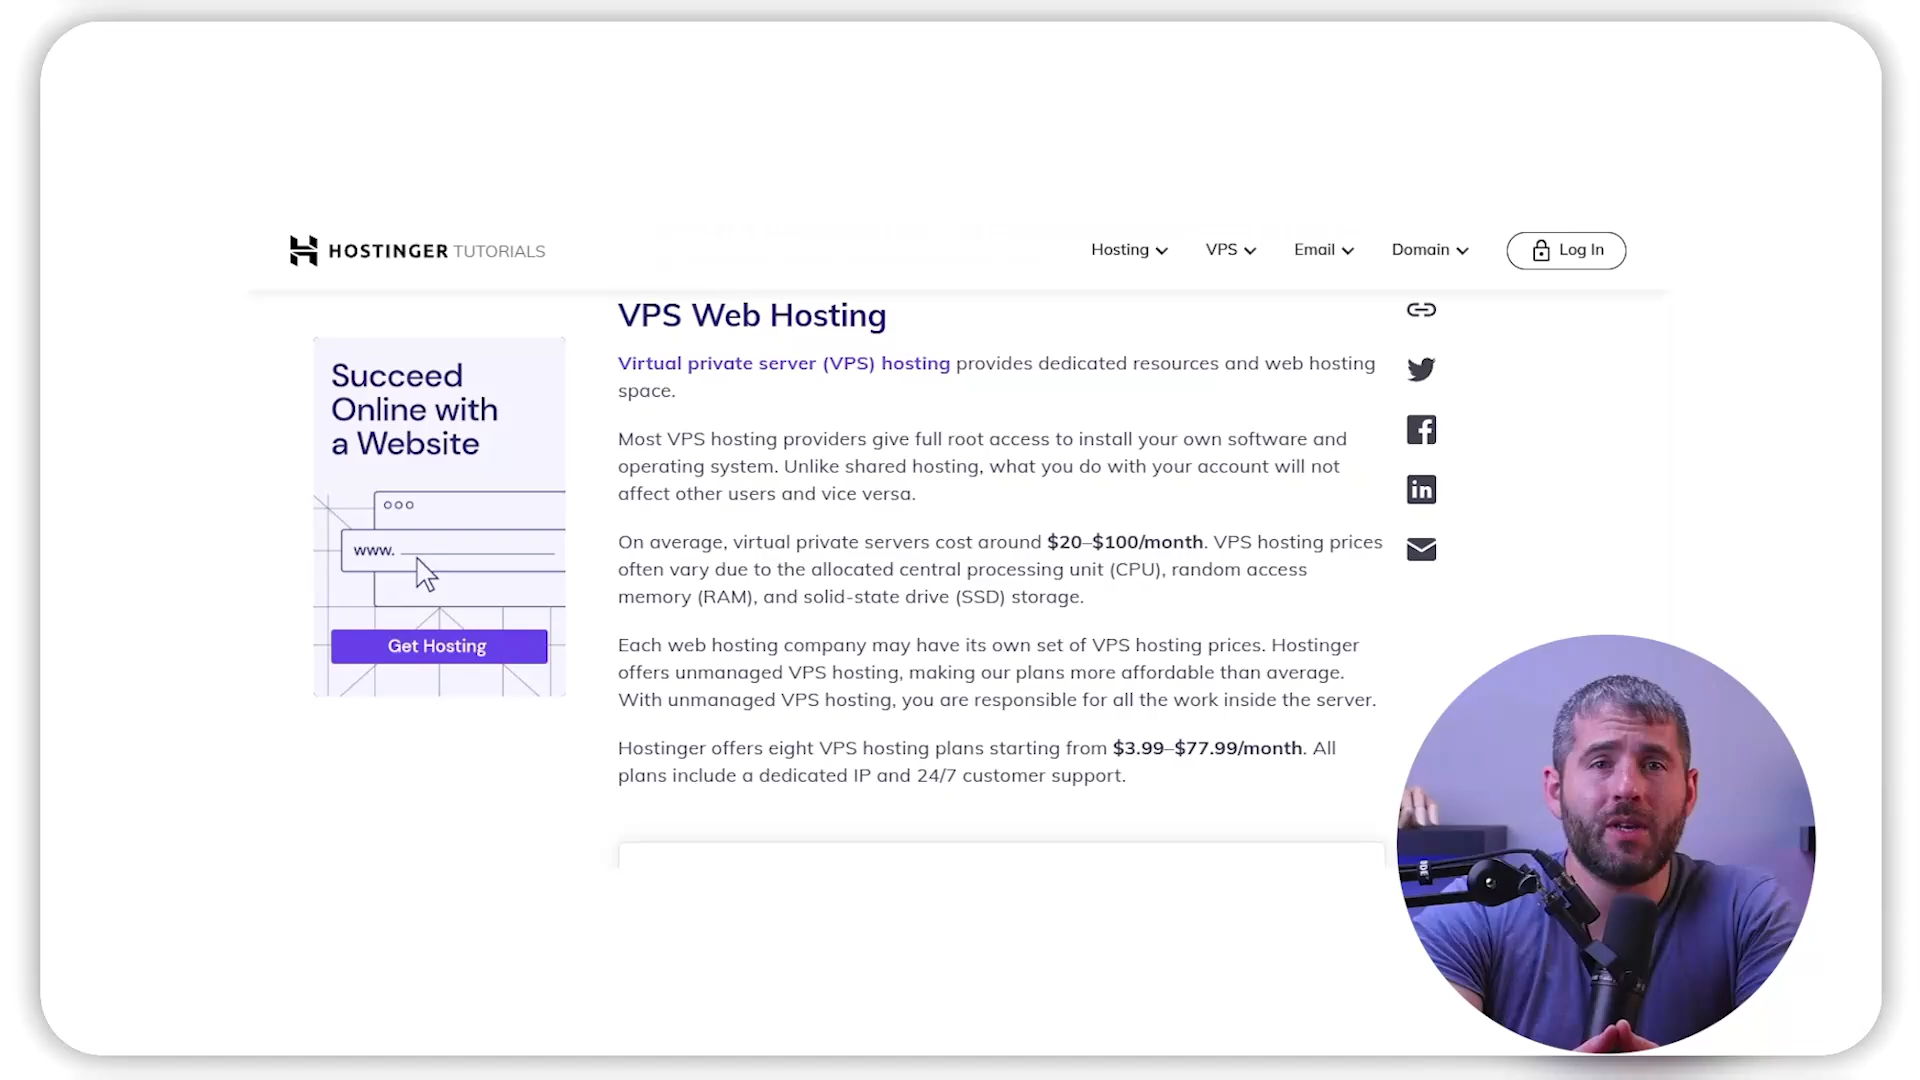 HOSTINGER TUTORIALS
Hosting
VPS
Email
Domain
Log In
Succeed
Online with
a Website
www.
Get Hosting
VPS Web Hosting
Virtual private server (VPS) hosting provides dedicated resources and web hosting
space.
Most VPS hosting providers give full root access to install your own software and
operating system. Unlike shared hosting, what you do with your account will not
affect other users and vice versa.
On average, virtual private servers cost around $20–$100/month. VPS hosting prices
often vary due to the allocated central processing unit (CPU), random access
memory (RAM), and solid-state drive (SSD) storage.
Each web hosting company may have its own set of VPS hosting prices. Hostinger
offers unmanaged VPS hosting, making our plans more affordable than average.
With unmanaged VPS hosting, you are responsible for all the work inside the server.
Hostinger offers eight VPS hosting plans starting from $3.99–$77.99/month. All
plans include a dedicated IP and 24/7 customer support.